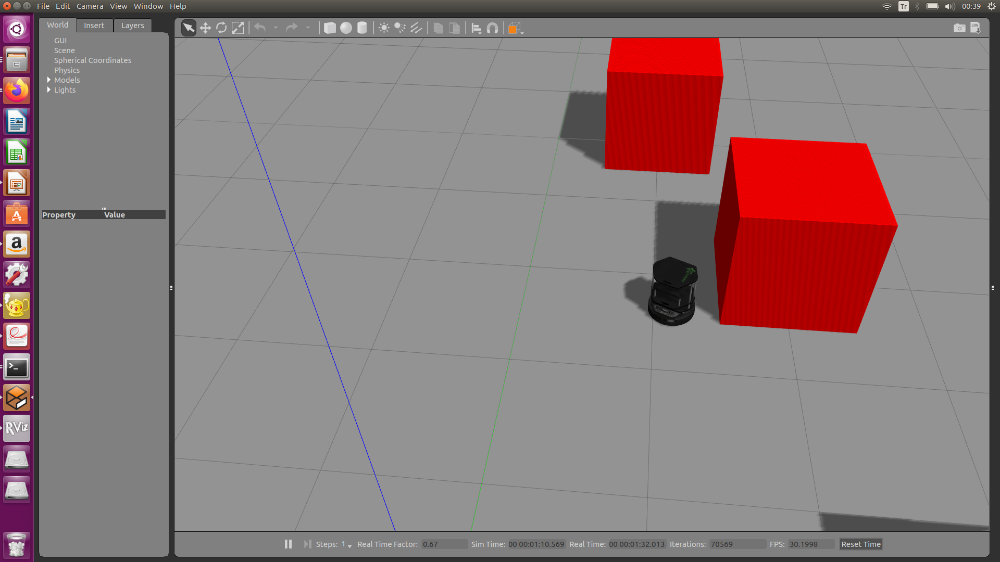 File Edit Camera View Window Help
Tr
00:39
World Insert Layers
LOG
GUI
Scene
Spherical Coordinates
Physics
Models
Lights
Property Value
A
a
RViz
>_
Steps: 1 Real Time Factor: 0.67 Sim Time: 00 00:01:10.569 Real Time: 00 00:01:32.013 Iterations: 70569 FPS: 30.1998 Reset Time